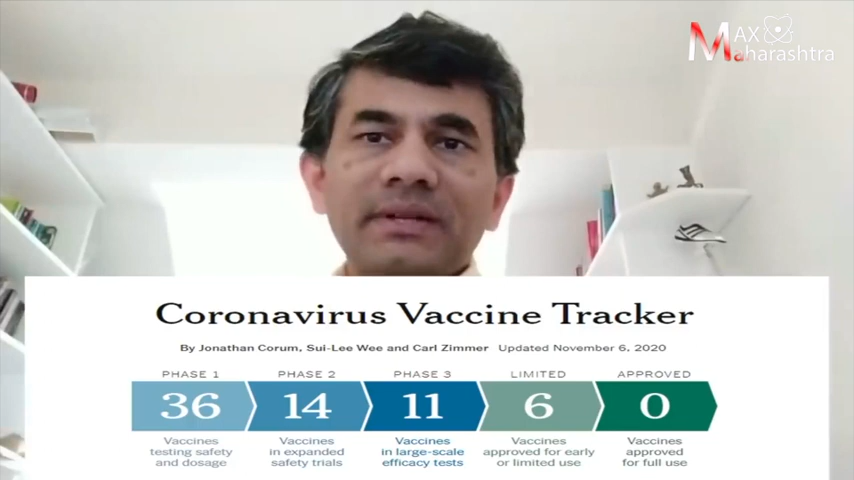 MAX
Maharashtra
Coronavirus Vaccine Tracker
By Jonathan Corum, Sui-Lee Wee and Carl Zimmer Updated November 6, 2020
PHASE 1 PHASE 2 PHASE 3 LIMITED APPROVED
36 14 11 6 0
Vaccines Vaccines Vaccines Vaccines Vaccines
testing safety in expanded in large-scale approved for early approved
and dosage safety trials efficacy tests or limited use for full use